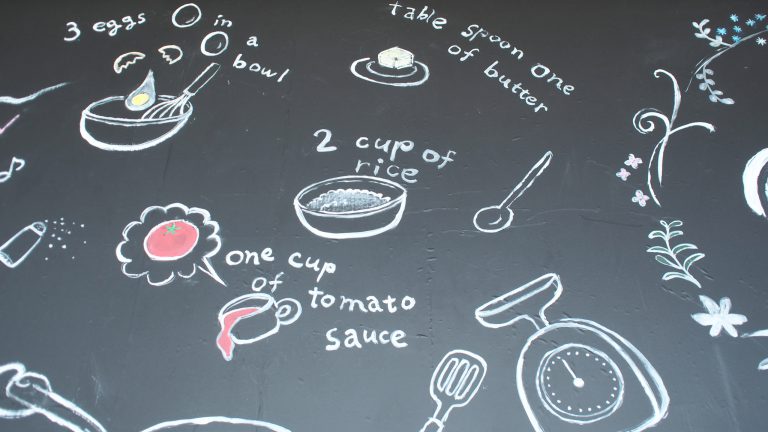 3 eggs in
a
bowl
table spoon one
of butter
2 cup of
rice
one cup
of tomato
sauce